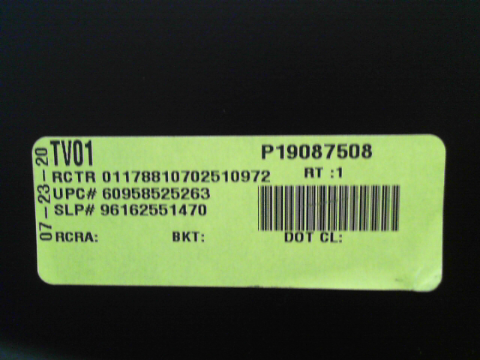 07-23-20
TV01 P19087508
RCTR 01178810702510972 RT :1
UPC# 60958525263
SLP# 96162551470
RCRA: BKT: DOT CL: